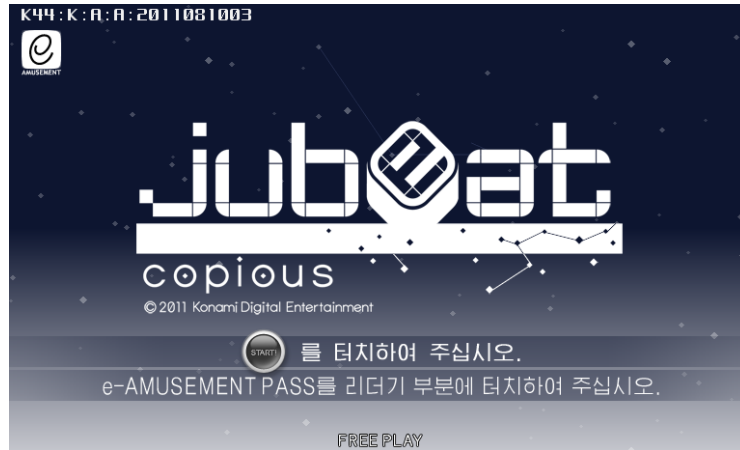 K44:K:A:A:2011081003
e
AMUSEMENT
jubeat
copious
© 2011 Konami Digital Entertainment
START! 를 터치하여 주십시오.
e-AMUSEMENT PASS를 리더기 부분에 터치하여 주십시오.
FREE PLAY